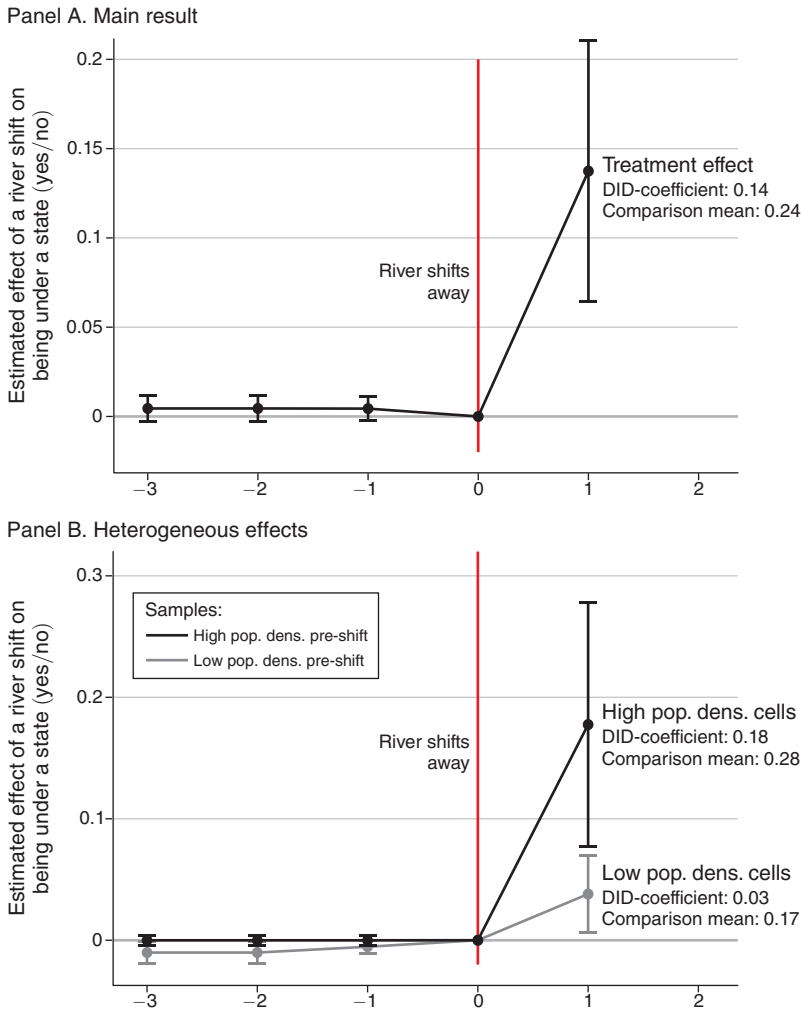 Panel A. Main result
Estimated effect of a river shift on
being under a state (yes/no)
0.2
0.15
0.1
0.05
0
River shifts
away
Treatment effect
DID-coefficient: 0.14
Comparison mean: 0.24
−3
−2
−1
0
1
2
Panel B. Heterogeneous effects
Estimated effect of a river shift on
being under a state (yes/no)
0.3
0.2
0.1
0
Samples:
High pop. dens. pre-shift
Low pop. dens. pre-shift
River shifts
away
High pop. dens. cells
DID-coefficient: 0.18
Comparison mean: 0.28
Low pop. dens. cells
DID-coefficient: 0.03
Comparison mean: 0.17
−3
−2
−1
0
1
2